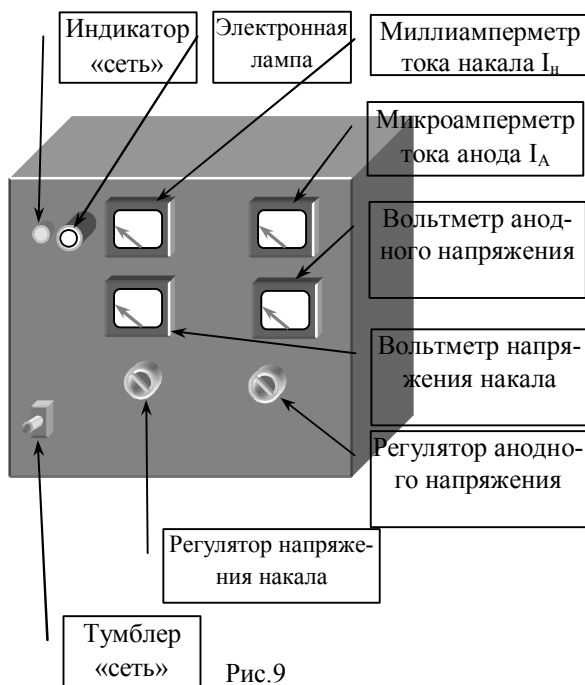 Индикатор
«сеть»
Электронная
лампа
Миллиамперметр
тока накала Iн
Микроамперметр
тока анода IА
Вольтметр анод-
ного напряжения
Вольтметр напря-
жения накала
Регулятор анодно-
го напряжения
Регулятор напряже-
ния накала
Тумблер
«сеть»
Рис.9